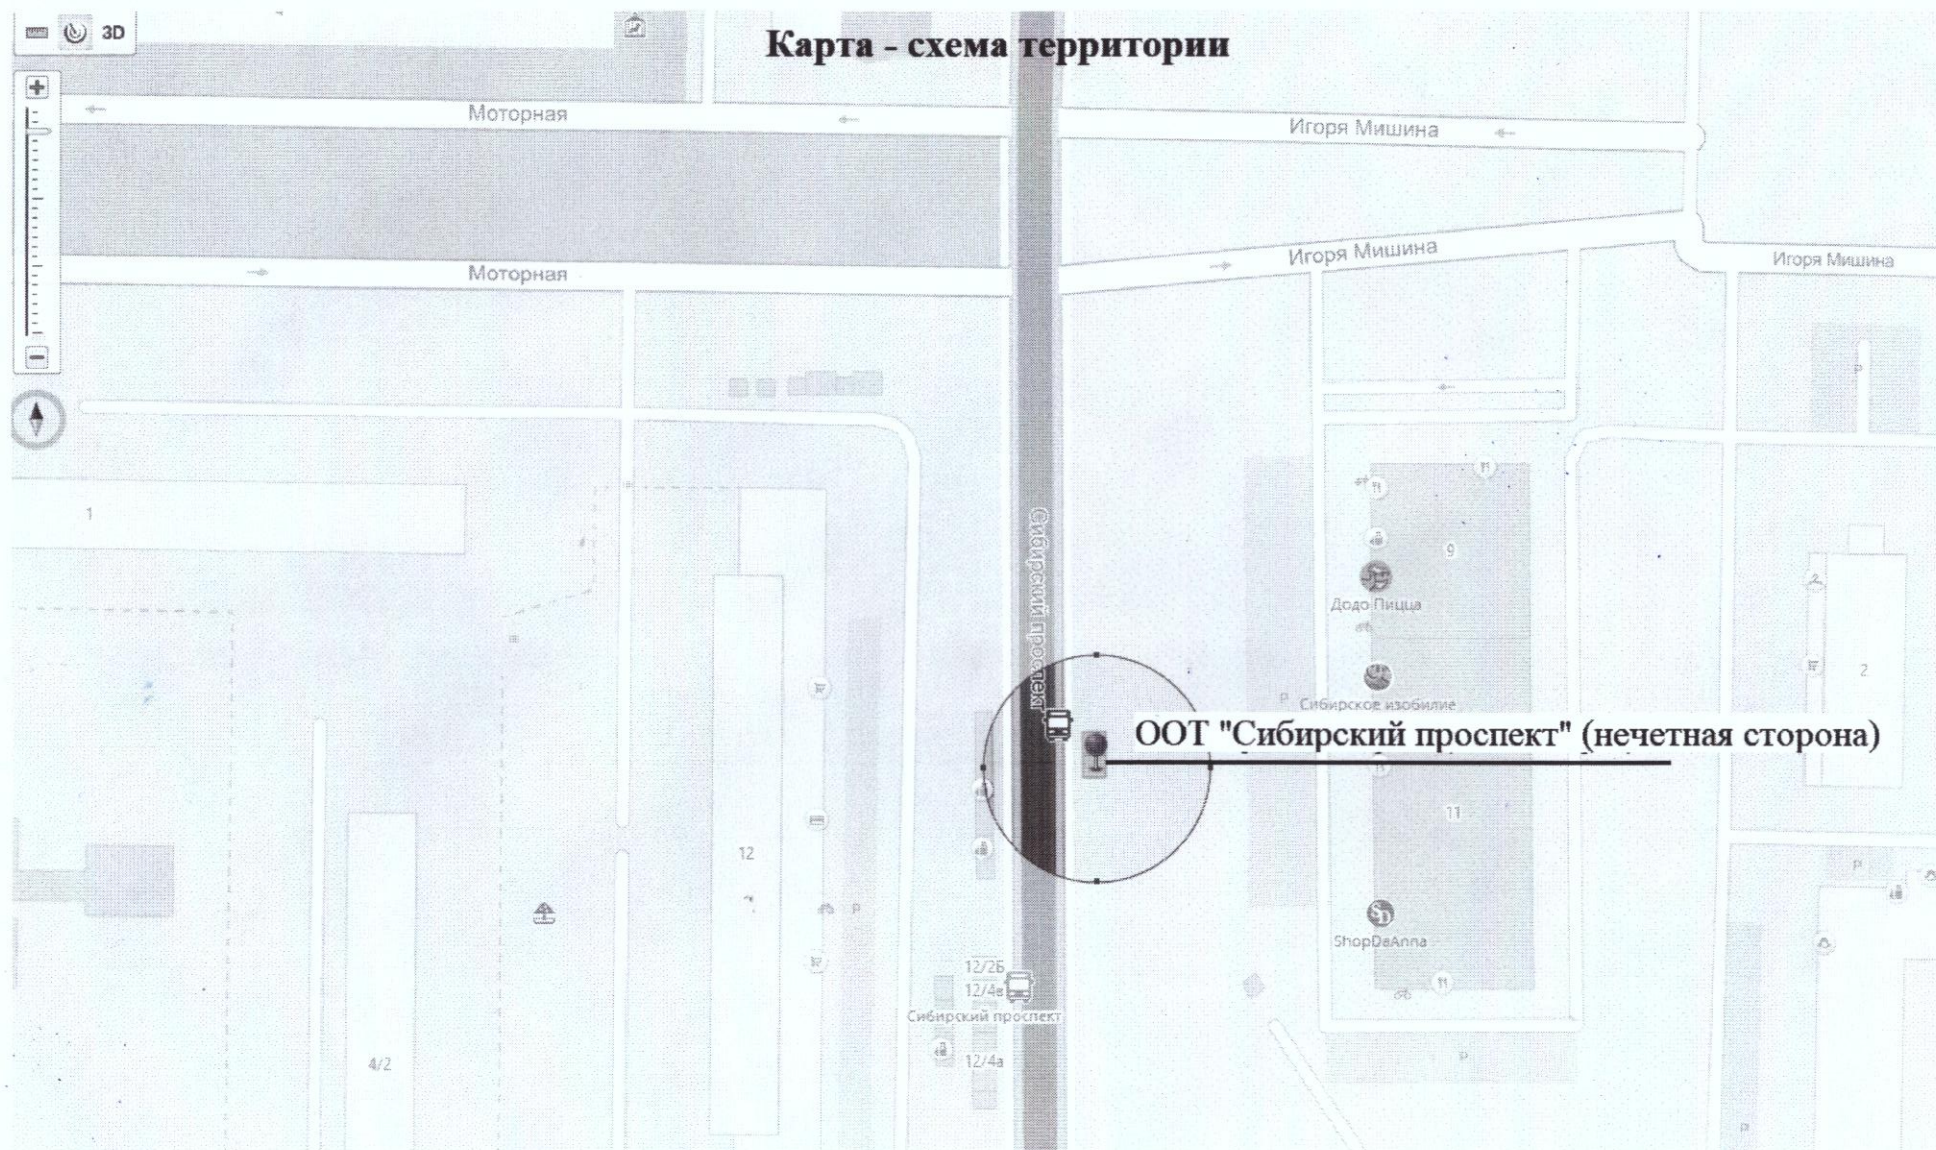 3D
Карта - схема территории
Моторная
Игоря Мишина
Моторная
Игоря Мишина
Игоря Мишина
P
1
9
Сибирский проспект
Додо Пицца
2
P
Сибирское изобилие
ООТ "Сибирский проспект" (нечетная сторона)
11
12
P
P
SD
ShopDaAnna
12/2Б
12/4в
Сибирский проспект
12/4а
4/2
P
P